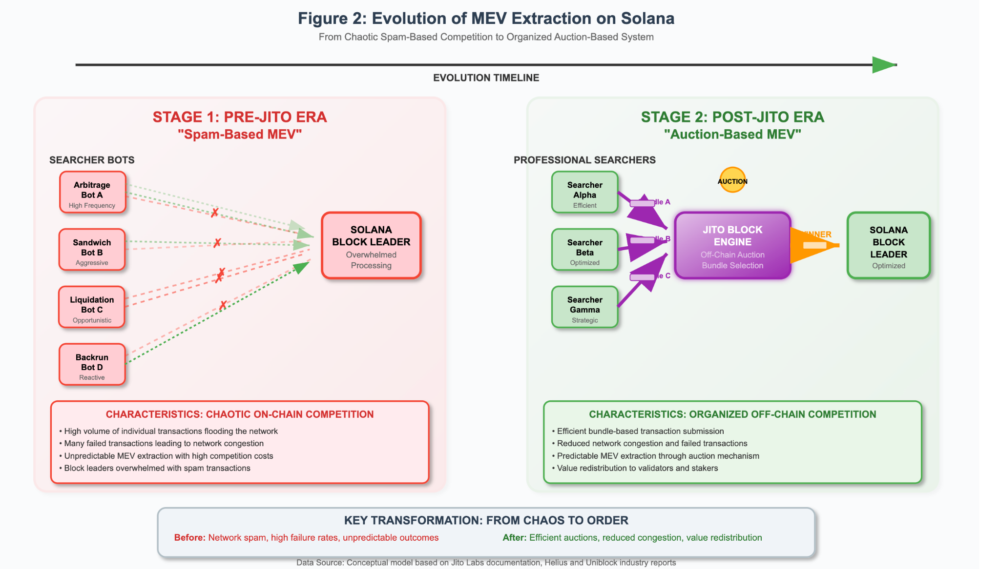 Figure 2: Evolution of MEV Extraction on Solana
From Chaotic Spam-Based Competition to Organized Auction-Based System
EVOLUTION TIMELINE
STAGE 1: PRE-JITO ERA
"Spam-Based MEV"
SEARCHER BOTS
Arbitrage
Bot A
High Frequency
Sandwich
Bot B
Aggressive
Liquidation
Bot C
Opportunistic
Backrun
Bot D
Reactive
✗
✗
✗
✗
✗
SOLANA
BLOCK LEADER
Overwhelmed
Processing
CHARACTERISTICS: CHAOTIC ON-CHAIN COMPETITION
• High volume of individual transactions flooding the network
• Many failed transactions leading to network congestion
• Unpredictable MEV extraction with high competition costs
• Block leaders overwhelmed with spam transactions
STAGE 2: POST-JITO ERA
"Auction-Based MEV"
PROFESSIONAL SEARCHERS
Searcher
Alpha
Efficient
Searcher
Beta
Optimized
Searcher
Gamma
Strategic
A
B
C
AUCTION
JITO BLOCK
ENGINE
Off-Chain Auction
Bundle Selection
SOLANA
BLOCK
LEADER
Optimized
CHARACTERISTICS: ORGANIZED OFF-CHAIN COMPETITION
• Efficient bundle-based transaction submission
• Reduced network congestion and failed transactions
• Predictable MEV extraction through auction mechanism
• Value redistribution to validators and stakers
KEY TRANSFORMATION: FROM CHAOS TO ORDER
Before: Network spam, high failure rates, unpredictable outcomes
After: Efficient auctions, reduced congestion, value redistribution
Data Source: Conceptual model based on Jito Labs documentation, Helius and Uniblock industry reports